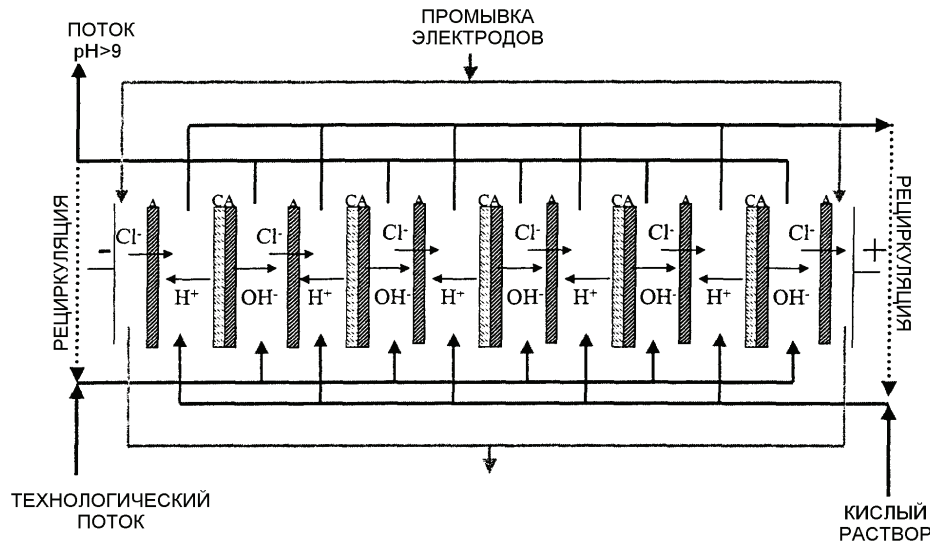 ПОТОК
pH>9
ПРОМЫВКА
ЭЛЕКТРОДОВ
РЕЦИРКУЛЯЦИЯ
РЕЦИРКУЛЯЦИЯ
A CA A CA A CA A CA A CA A
- Cl- Cl- Cl- Cl- Cl- Cl- +
H+ OH- H+ OH- H+ OH- H+ OH- H+ OH-
ТЕХНОЛОГИЧЕСКИЙ
ПОТОК
КИСЛЫЙ
РАСТВОР